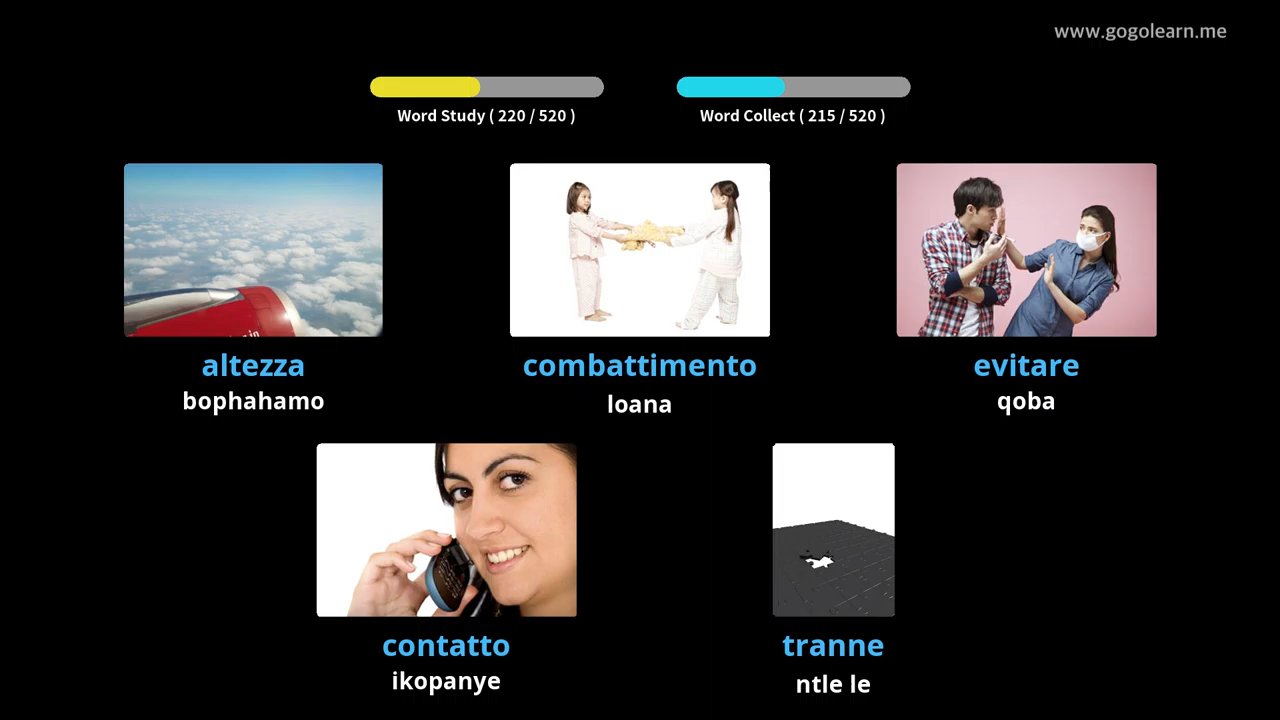 www.gogolearn.me
Word Study ( 220 / 520 )
Word Collect ( 215 / 520 )
altezza
bophahamo
combattimento
loana
evitare
qoba
contatto
ikopanye
tranne
ntle le